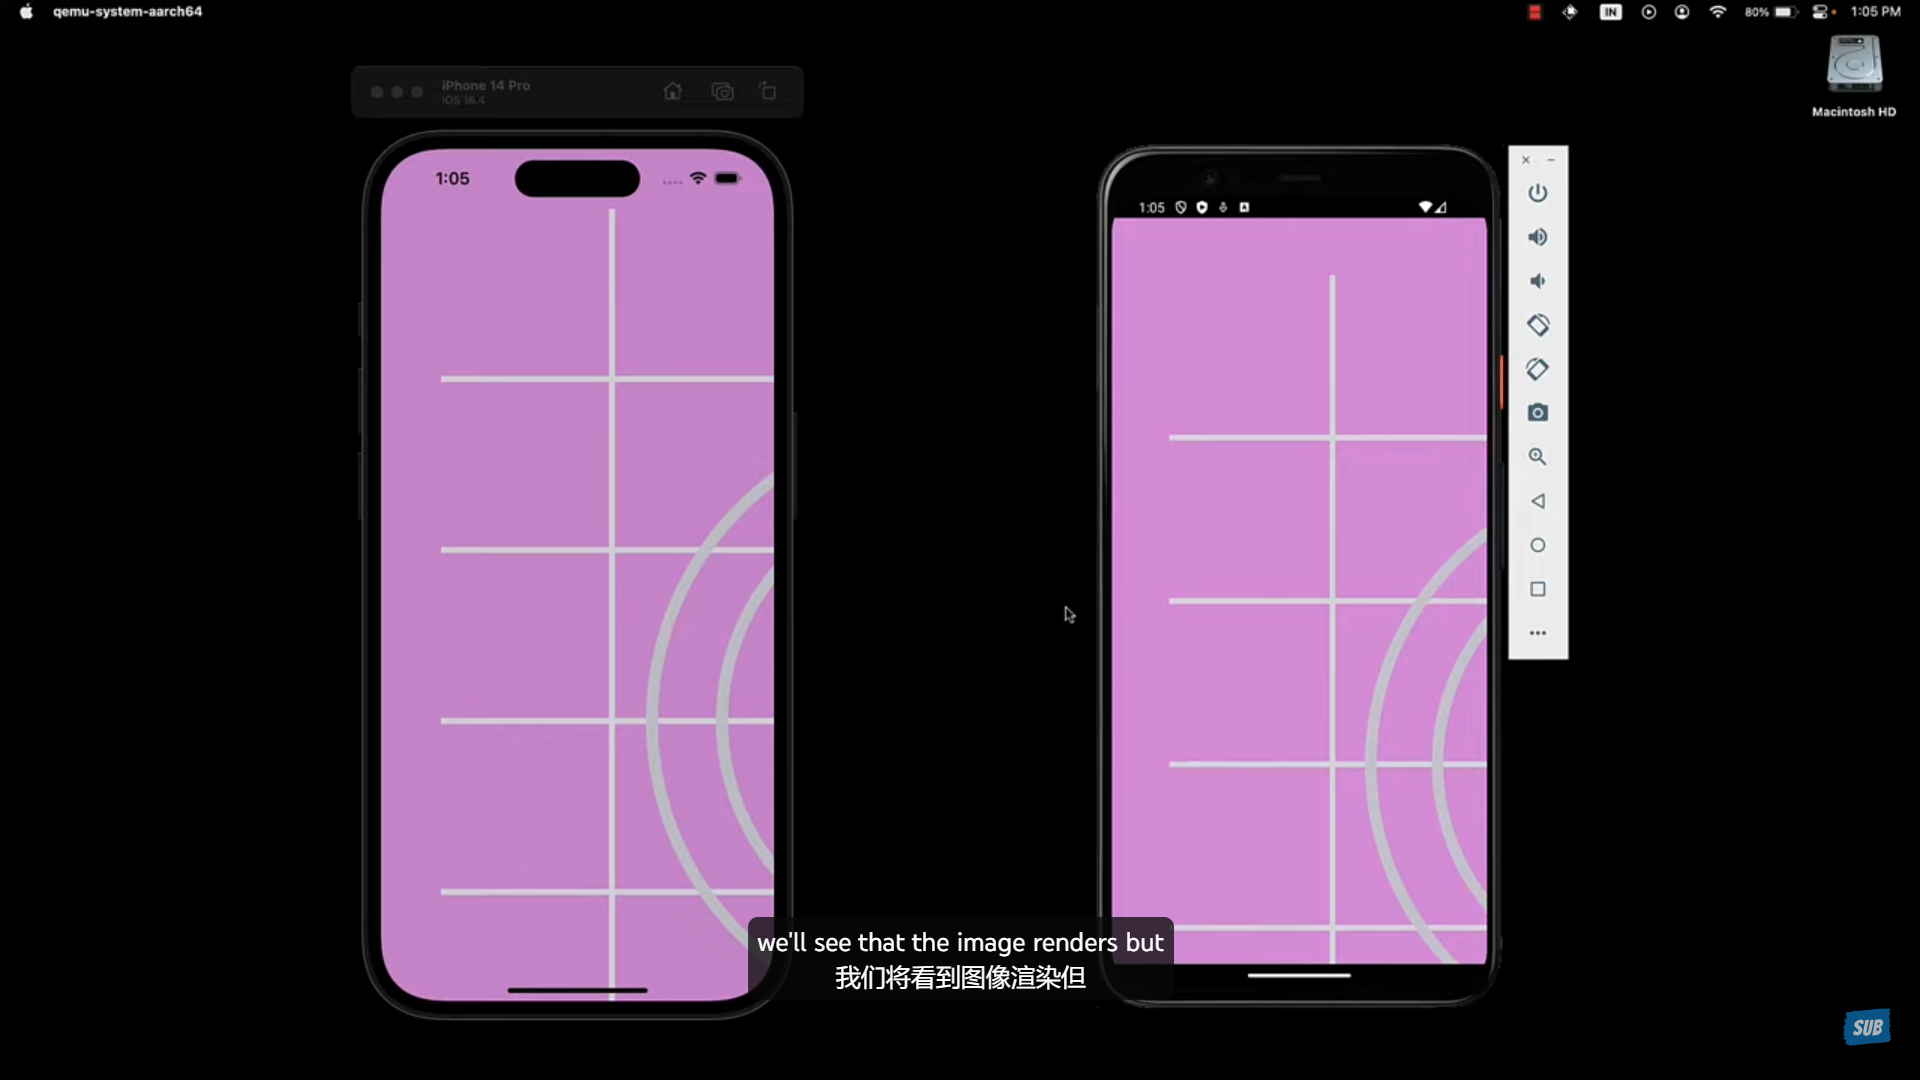 qemu-system-aarch64
IN
80%
1:05 PM
Macintosh HD
iPhone 14 Pro
iOS 16.4
1:05
1:05
we'll see that the image renders but
我们将看到图像渲染但
SUB